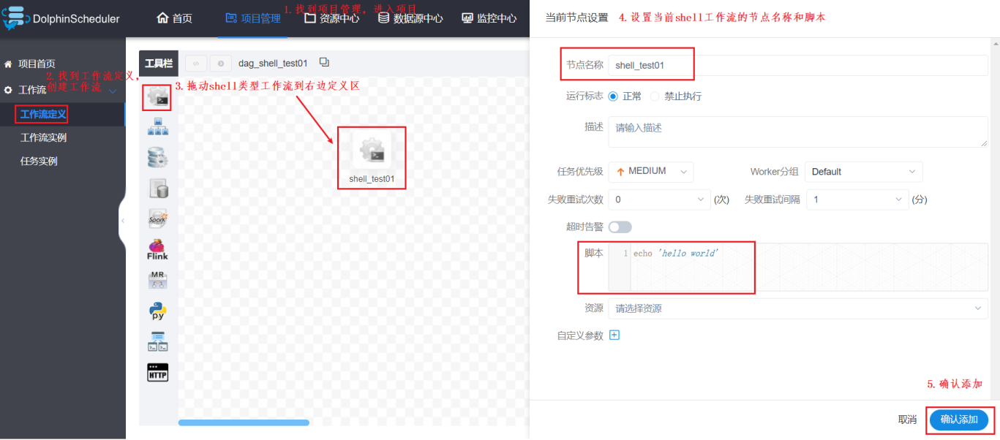 DolphinScheduler
首页
项目管理
资源中心
数据源中心
监控中心
1. 找到项目管理，进入项目
项目首页
2. 找到工作流定义，
创建工作流
工作流
工作流定义
工作流实例
任务实例
工具栏
dag_shell_test01
3. 拖动shell类型工作流到右边定义区
shell_test01
Spark
Flink
MR
py
HTTP
当前节点设置
4. 设置当前shell工作流的节点名称和脚本
节点名称 shell_test01
运行标志 正常 禁止执行
描述 请输入描述
任务优先级 MEDIUM Worker分组 Default
失败重试次数 0 (次) 失败重试间隔 1 (分)
超时告警
脚本 1 echo 'hello world'
资源 请选择资源
自定义参数
5. 确认添加
取消 确认添加